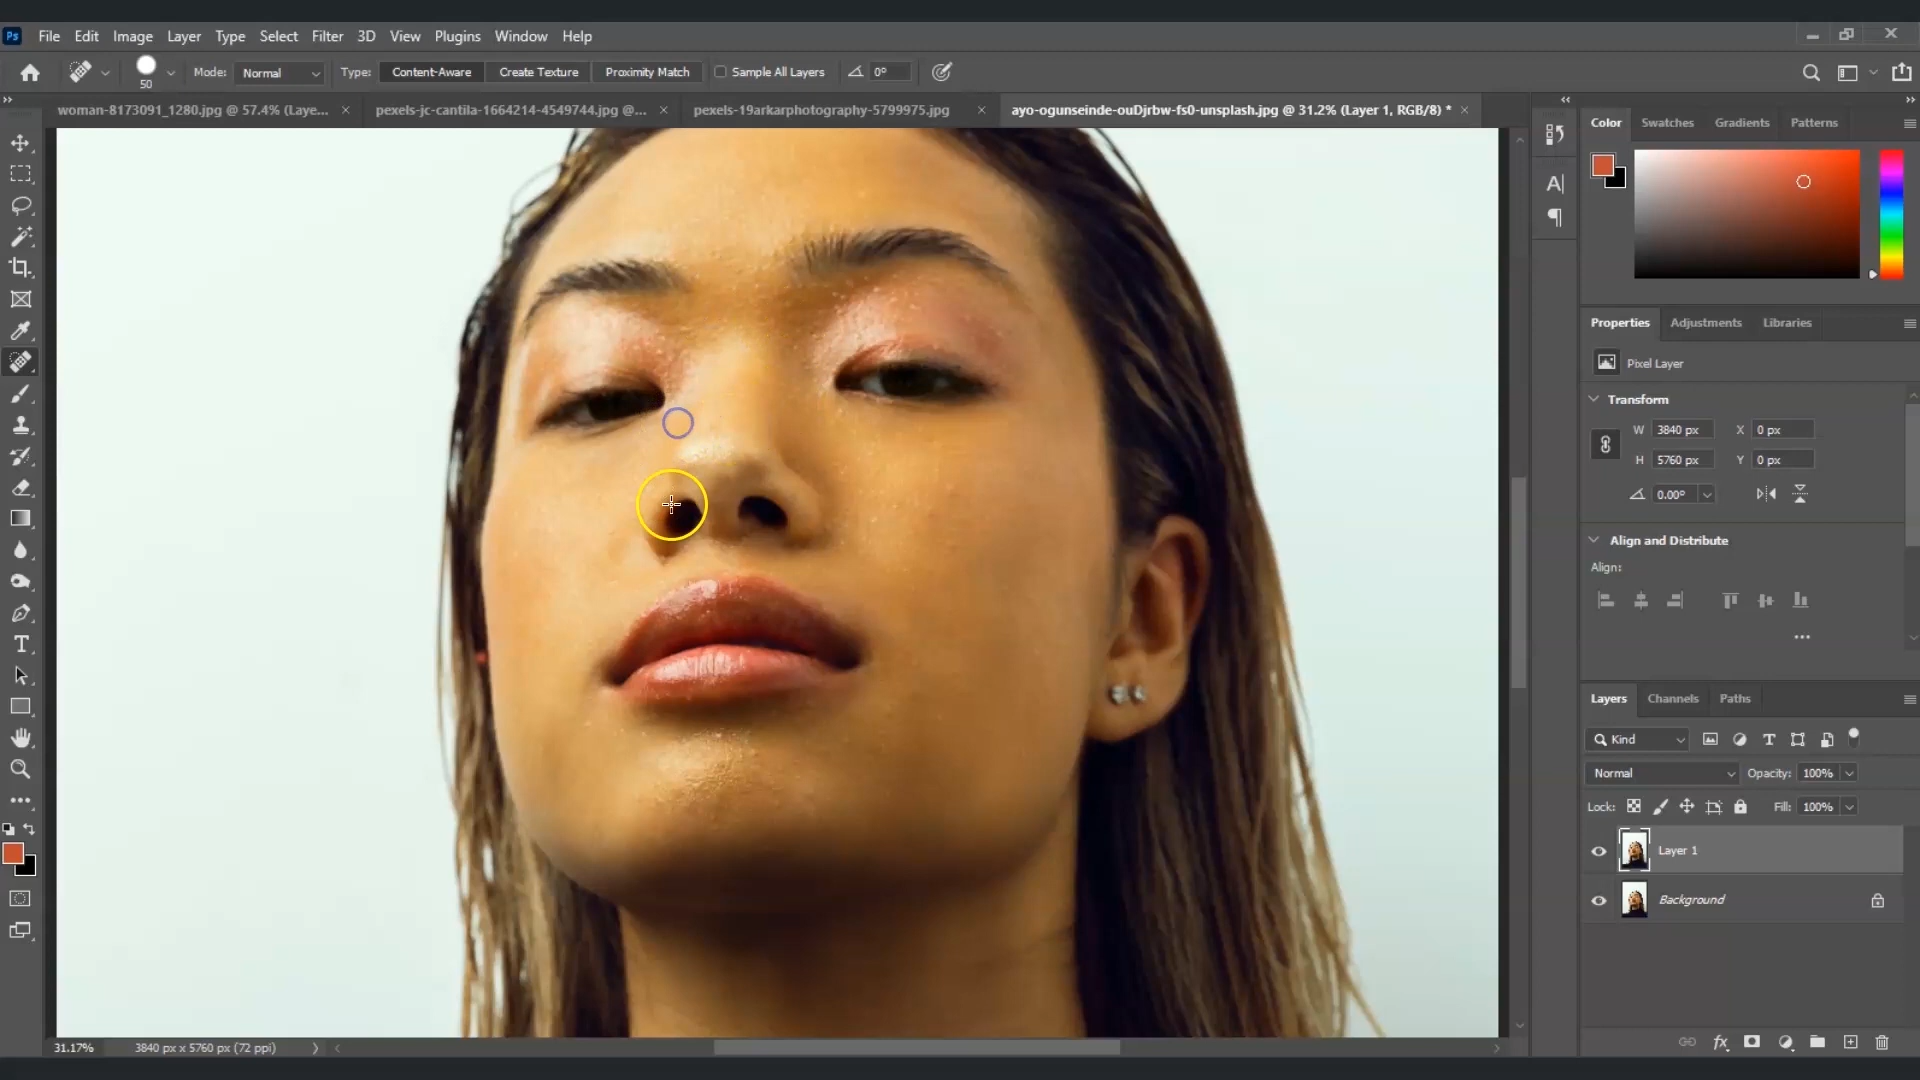 Ps File Edit Image Layer Type Select Filter 3D View Plugins Window Help
50 Mode: Normal Type: Content-Aware Create Texture Proximity Match Sample All Layers 0°
woman-8173091_1280.jpg @ 57.4% (Laye... × pexels-jc-cantila-1664214-4549744.jpg @... × pexels-19arkarphotography-5799975.jpg × ayo-ogunseinde-ouDjrbw-fs0-unsplash.jpg @ 31.2% (Layer 1, RGB/8) * ×
Color Swatches Gradients Patterns
Properties Adjustments Libraries
Pixel Layer
Transform
W 3840 px X 0 px
H 5760 px Y 0 px
0.00°
Align and Distribute
Align:
Layers Channels Paths
Kind
Normal Opacity: 100%
Lock: Fill: 100%
Layer 1
Background
31.17% 3840 px x 5760 px (72 ppi)